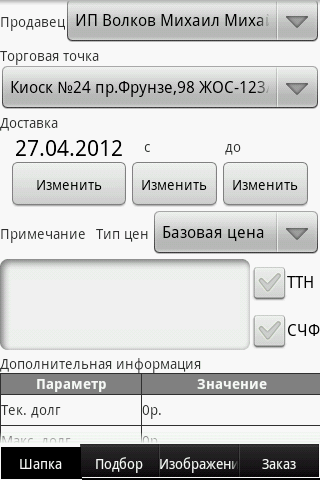 Продавец ИП Волков Михаил
Торговая точка
Киоск №24 пр.Фрунзе,98 ЖОС-123
Доставка
27.04.2012 с до
Изменить Изменить Изменить
Примечание Тип цен Базовая цена
ТТН
СЧФ
Дополнительная информация
Параметр Значение
Тек. долг 0р.
Макс. долг 0р.
Шапка Подбор Изображени Заказ